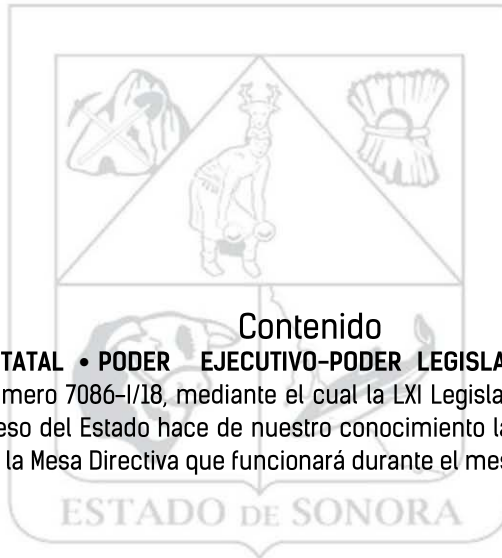 Contenido
TATAL • PODER EJECUTIVO-PODER LEGISLA
mero 7086-I/18, mediante el cual la LXI Legisla
eso del Estado hace de nuestro conocimiento la
la Mesa Directiva que funcionará durante el mes
ESTADO DE SONORA